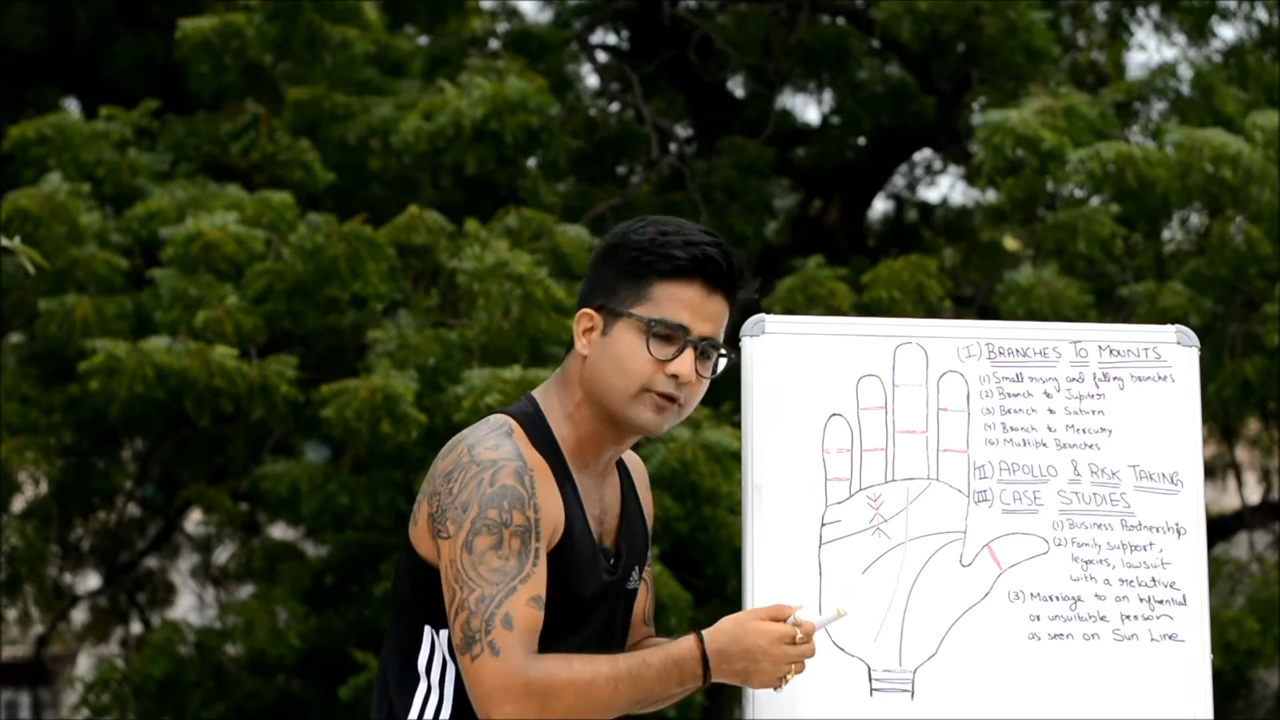 (I) BRANCHES TO MOUNTS
(1) Small rising and falling branches
(2) Branch to Jupiter
(3) Branch to Saturn
(4) Branch to Mercury
(5) Multiple Branches
(II) APOLLO & RISK TAKING
(III) CASE STUDIES
(1) Business Partnership
(2) Family support,
legacies, lawsuit
with a relative
(3) Marriage to an influential
or unsuitable person
as seen on Sun Line
adidas